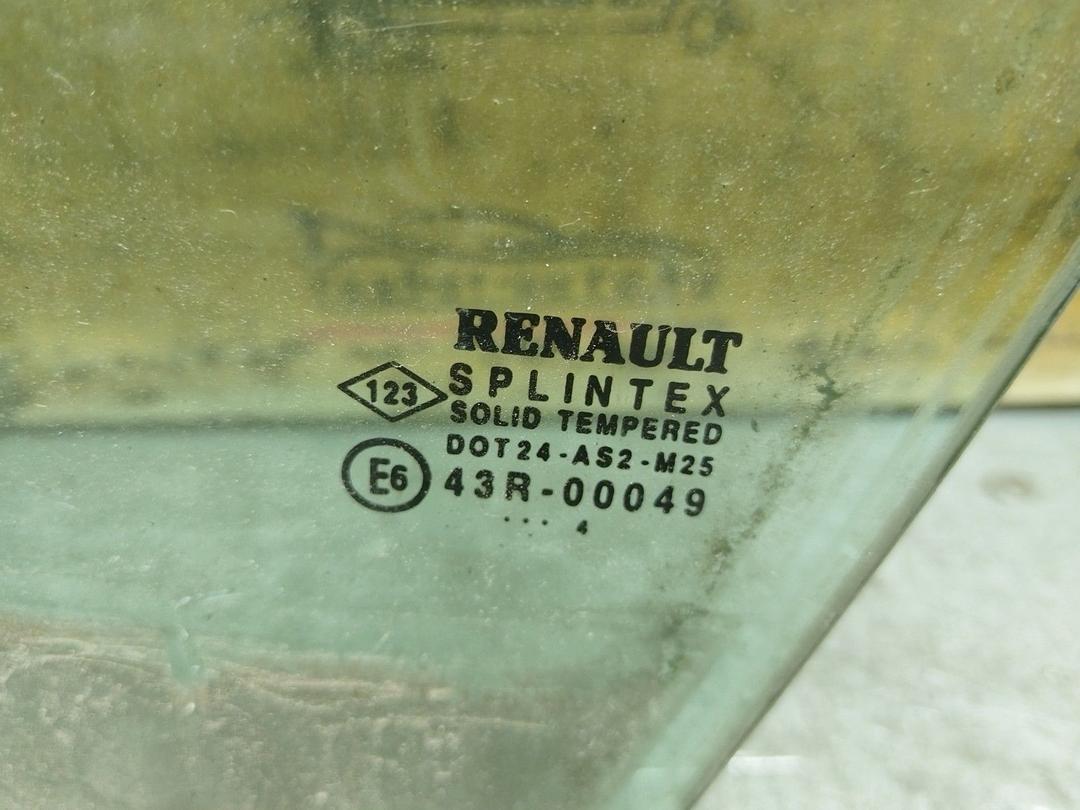 RENAULT
123
SPLINTEX
SOLID TEMPERED
DOT24-AS2-M25
E6
43R-00049
... 4